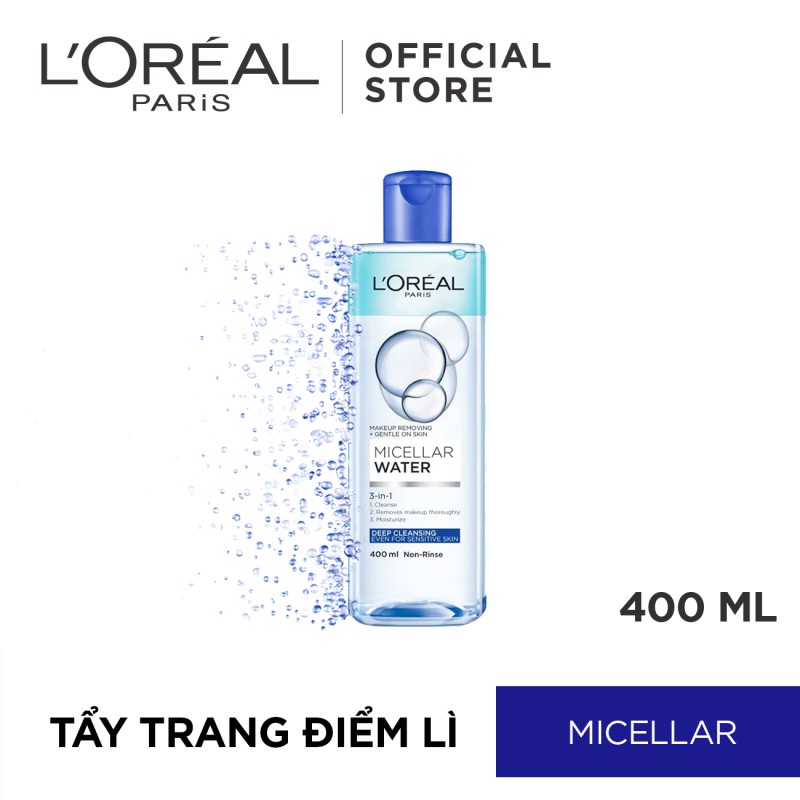 L'ORÉAL
PARiS
OFFICIAL
STORE
L'ORÉAL
PARIS
MAKEUP REMOVING
+ GENTLE ON SKIN
MICELLAR
WATER
3-in-1
1. Cleanse
2. Removes makeup thoroughly
3. Moisturize
DEEP CLEANSING
EVEN FOR SENSITIVE SKIN
400 ml Non-Rinse
400 ML
TẨY TRANG ĐIỂM LÌ
MICELLAR